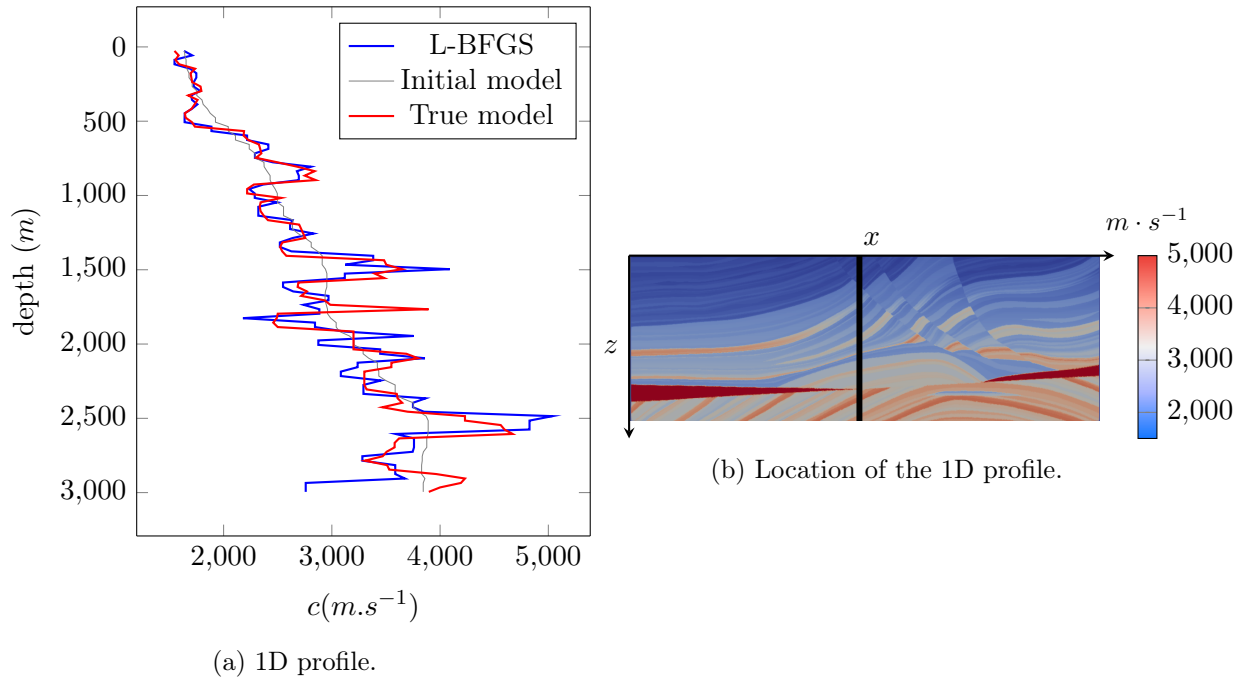 L-BFGS
Initial model
True model
0
500
1,000
1,500
2,000
2,500
3,000
depth (m)
2,000 3,000 4,000 5,000
c(m.s⁻¹)
(a) 1D profile.
x
z
m · s⁻¹
5,000
4,000
3,000
2,000
(b) Location of the 1D profile.